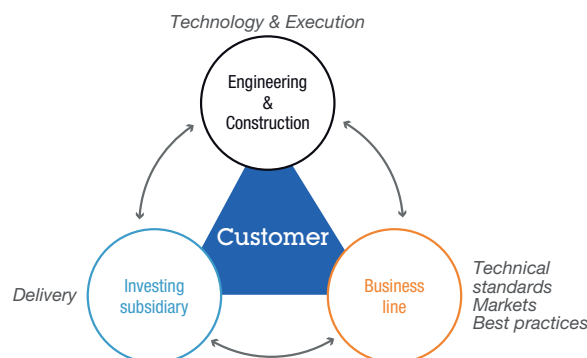 Technology & Execution
Engineering
&
Construction
Customer
Delivery
Investing
subsidiary
Business
line
Technical
standards
Markets
Best practices